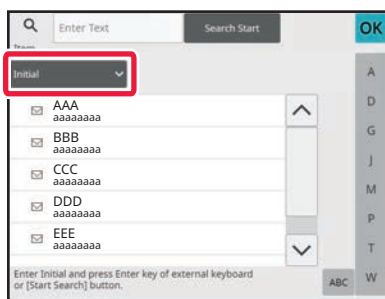 Enter Text
Search Start
OK
Item
Initial
A
D
G
J
M
P
T
W
AAA
aaaaaaaa
BBB
aaaaaaaa
CCC
aaaaaaaa
DDD
aaaaaaaa
EEE
aaaaaaaa
Enter Initial and press Enter key of external keyboard
or [Start Search] button.
ABC